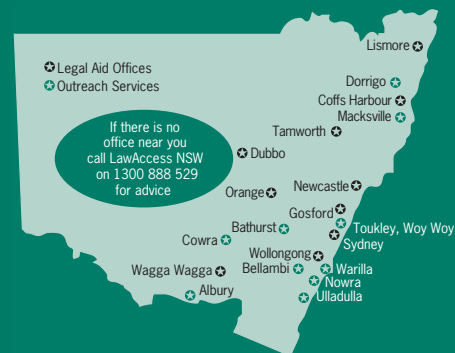 Lismore
Legal Aid Offices
Outreach Services
Dorrigo
Coffs Harbour
Macksville
If there is no
office near you
call LawAccess NSW
on 1300 888 529
for advice
Tamworth
Dubbo
Orange
Newcastle
Gosford
Bathurst
Toukley, Woy Woy
Sydney
Cowra
Wollongong
Bellambi
Warilla
Wagga Wagga
Nowra
Albury
Ulladulla